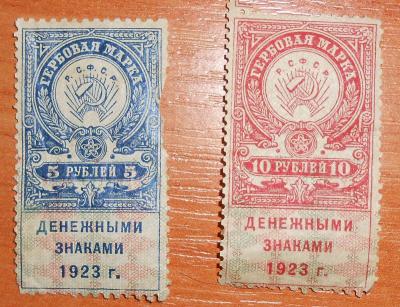 ГЕРБОВАЯ МАРКА
Р.С.Ф.С.Р.
5 РУБЛЕЙ 5
ДЕНЕЖНЫМИ
ЗНАКАМИ
1923 г.
ГЕРБОВАЯ МАРКА
Р.С.Ф.С.Р.
10 РУБЛЕЙ 10
ДЕНЕЖНЫМИ
ЗНАКАМИ
1923 г.